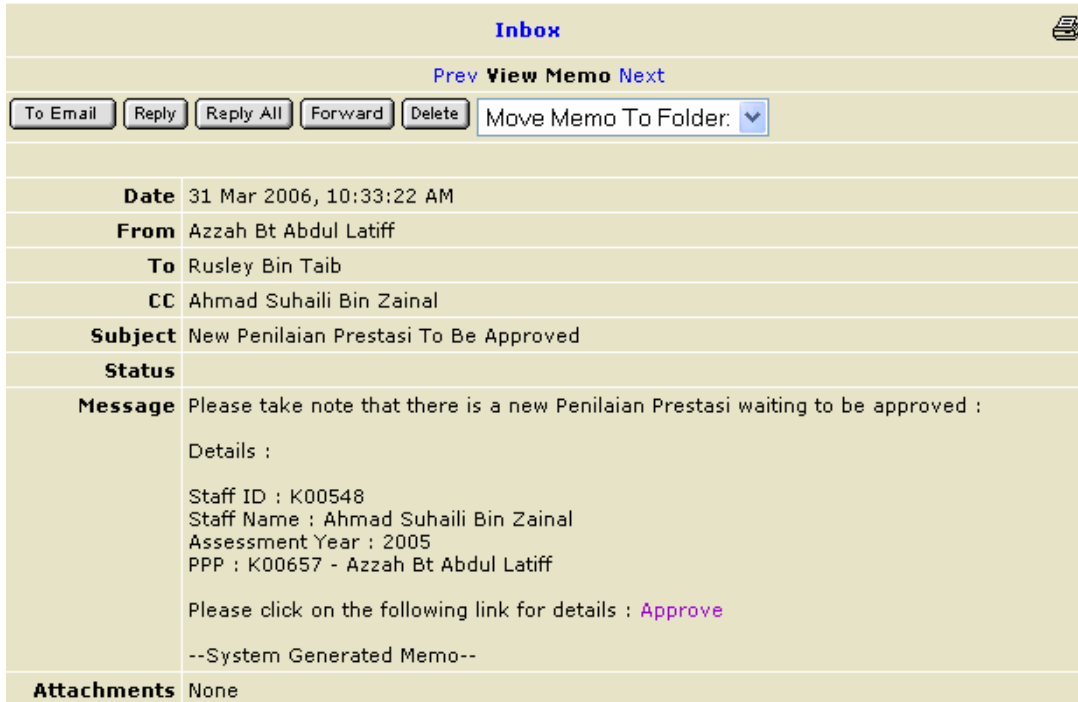 Inbox
Prev View Memo Next
To Email Reply Reply All Forward Delete Move Memo To Folder:
Date 31 Mar 2006, 10:33:22 AM
From Azzah Bt Abdul Latiff
To Rusley Bin Taib
CC Ahmad Suhaili Bin Zainal
Subject New Penilaian Prestasi To Be Approved
Status
Message Please take note that there is a new Penilaian Prestasi waiting to be approved :
Details :
Staff ID : K00548
Staff Name : Ahmad Suhaili Bin Zainal
Assessment Year : 2005
PPP : K00657 - Azzah Bt Abdul Latiff
Please click on the following link for details : Approve
--System Generated Memo--
Attachments None